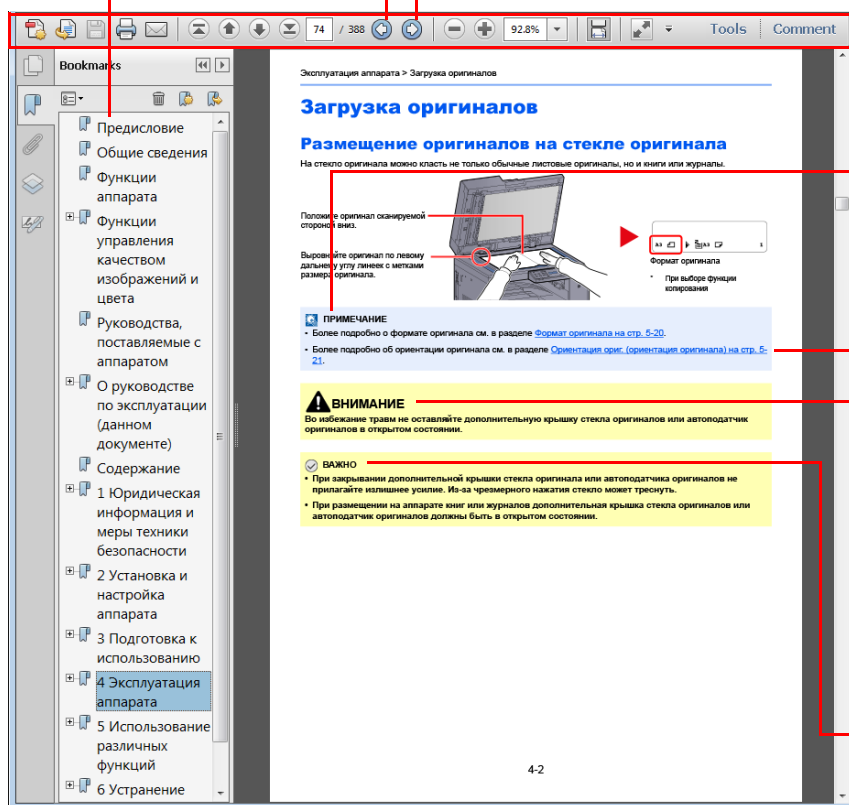 74 / 388 92.8% Tools Comment
Bookmarks
Предисловие
Общие сведения
Функции
аппарата
Функции
управления
качеством
изображений и
цвета
Руководства,
поставляемые с
аппаратом
О руководстве
по эксплуатации
(данном
документе)
Содержание
1 Юридическая
информация и
меры техники
безопасности
2 Установка и
настройка
аппарата
3 Подготовка к
использованию
4 Эксплуатация
аппарата
5 Использование
различных
функций
6 Устранение
Эксплуатация аппарата > Загрузка оригиналов
Загрузка оригиналов
Размещение оригиналов на стекле оригинала
На стекло оригинала можно класть не только обычные листовые оригиналы, но и книги или журналы.
Положите оригинал сканируемой
стороной вниз.
Выровняйте оригинал по левому
дальнему углу линеек с метками
размера оригинала.
A3 A3 1
Формат оригинала
* При выборе функции
копирования
ПРИМЕЧАНИЕ
• Более подробно о формате оригинала см. в разделе Формат оригинала на стр. 5-20.
• Более подробно об ориентации оригинала см. в разделе Ориентация ориг. (ориентация оригинала) на стр. 5-
21.
ВНИМАНИЕ
Во избежание травм не оставляйте дополнительную крышку стекла оригиналов или автоподатчик
оригиналов в открытом состоянии.
ВАЖНО
• При закрывании дополнительной крышки стекла оригинала или автоподатчика оригиналов не
прилагайте излишнее усилие. Из-за чрезмерного нажатия стекло может треснуть.
• При размещении на аппарате книг или журналов дополнительная крышка стекла оригиналов или
автоподатчик оригиналов должны быть в открытом состоянии.
4-2